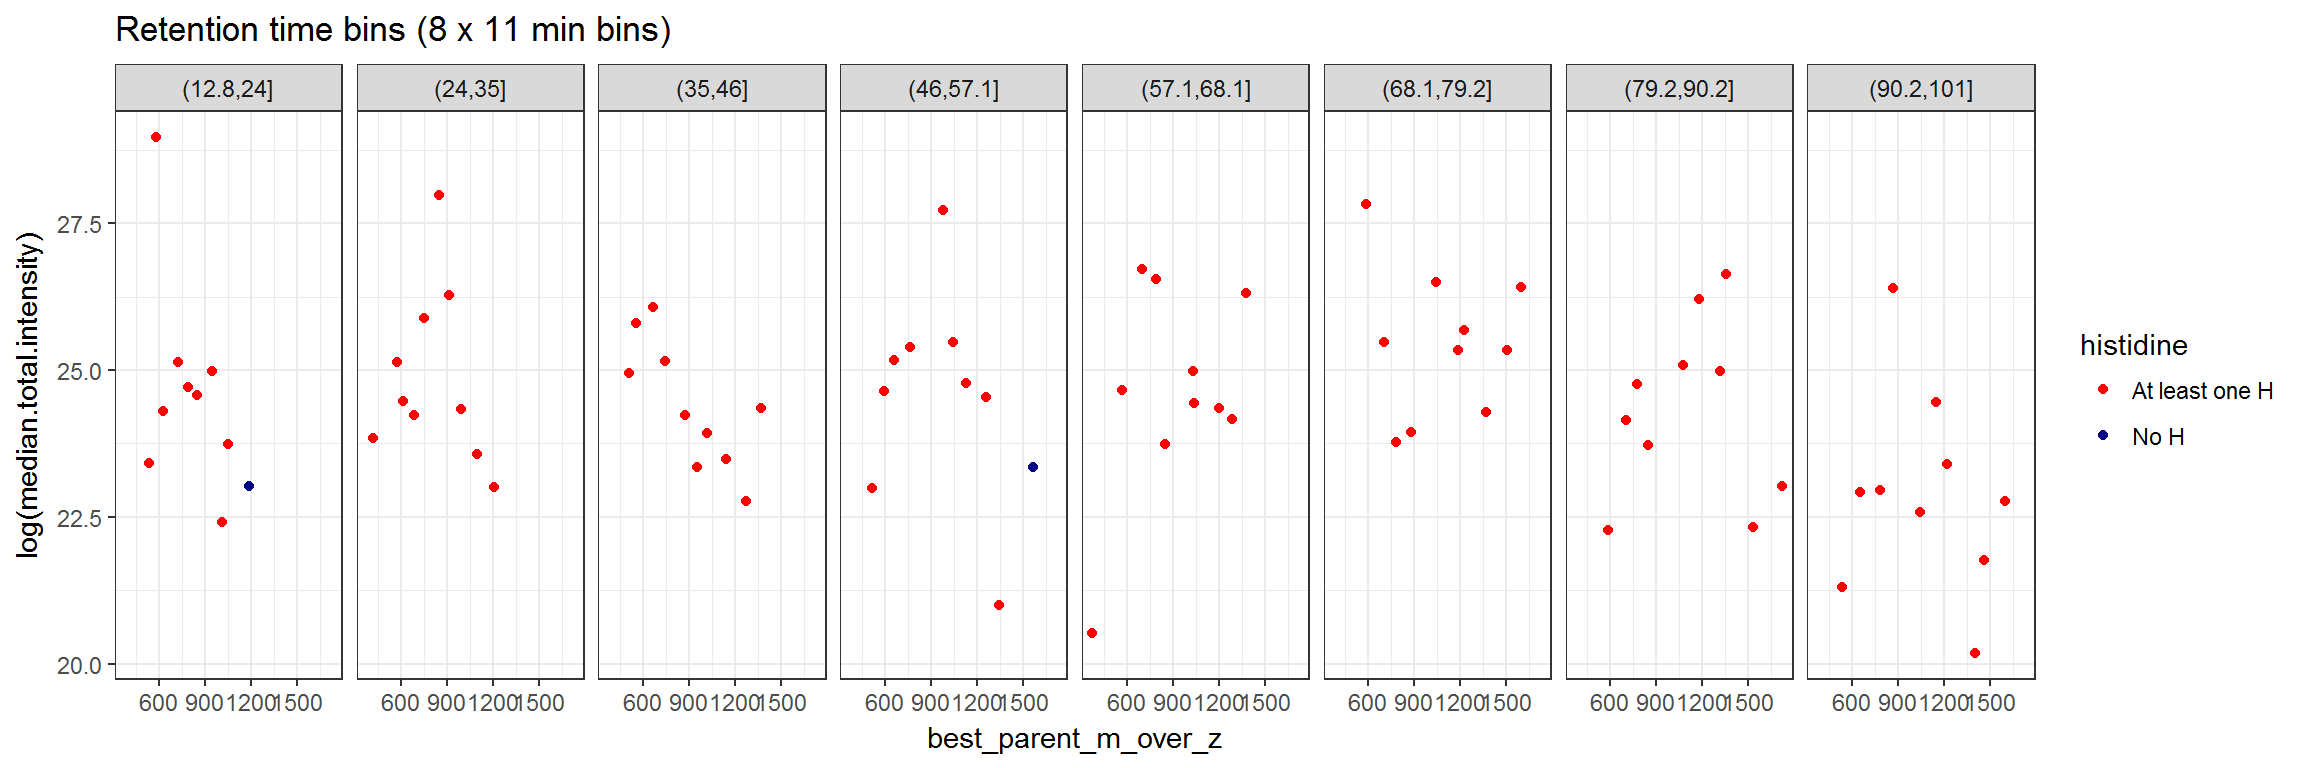 Retention time bins (8 x 11 min bins)
(12.8,24] (24,35] (35,46] (46,57.1] (57.1,68.1] (68.1,79.2] (79.2,90.2] (90.2,101]
27.5
25.0
22.5
20.0
log(median.total.intensity)
600 900 1200 1500 600 900 1200 1500 600 900 1200 1500 600 900 1200 1500 600 900 1200 1500 600 900 1200 1500 600 900 1200 1500 600 900 1200 1500
best_parent_m_over_z
histidine
At least one H
No H